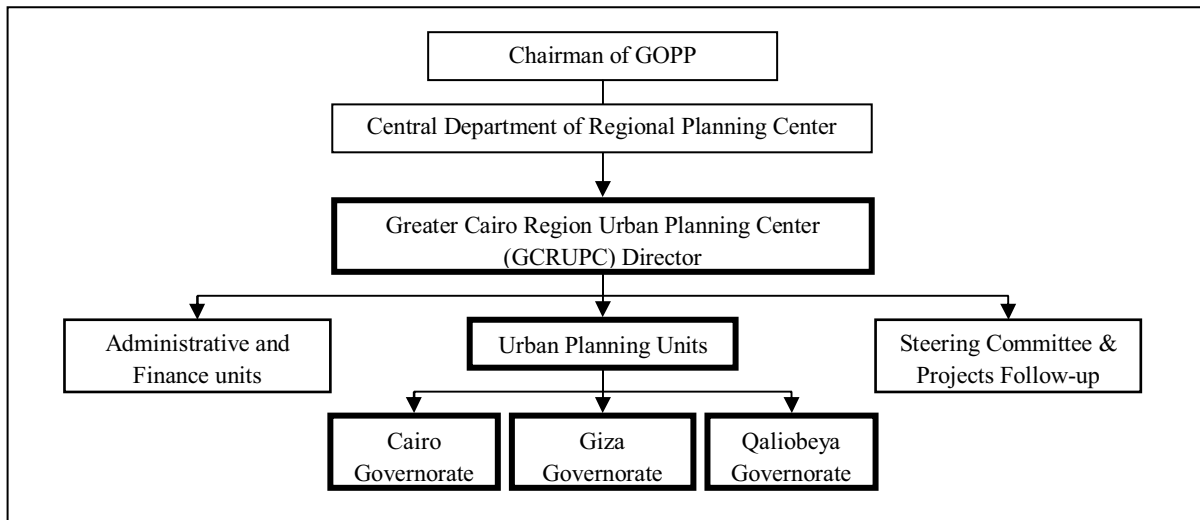 Chairman of GOPP
Central Department of Regional Planning Center
Greater Cairo Region Urban Planning Center
(GCRUPC) Director
Administrative and
Finance units
Urban Planning Units
Steering Committee &
Projects Follow-up
Cairo
Governorate
Giza
Governorate
Qaliobeya
Governorate